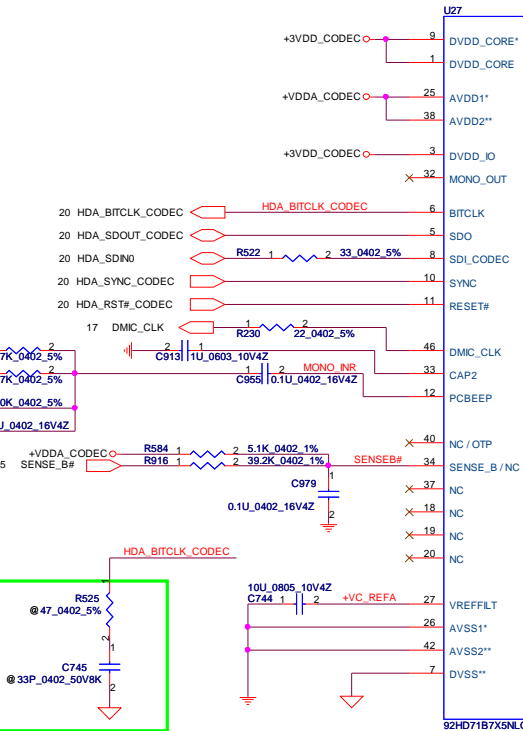 U27
+3VDD_CODEC 9 DVDD_CORE*
1 DVDD_CORE
+VDDA_CODEC 25 AVDD1*
38 AVDD2**
+3VDD_CODEC 3 DVDD_IO
32 MONO_OUT
20 HDA_BITCLK_CODEC HDA_BITCLK_CODEC 6 BITCLK
20 HDA_SDOUT_CODEC 5 SDO
20 HDA_SDIN0 R522 1 2 33_0402_5% 8 SDI_CODEC
20 HDA_SYNC_CODEC 10 SYNC
20 HDA_RST#_CODEC 11 RESET#
17 DMIC_CLK 1 2 46 DMIC_CLK
R230 22_0402_5%
2 7K_0402_5%
2 1 C913 1U_0603_10V4Z 33 CAP2
2 7K_0402_5%
1 2 C955 0.1U_0402_16V4Z MONO_INR 12 PCBEEP
0K_0402_5%
U_0402_16V4Z
40 NC / OTP
+VDDA_CODEC R584 1 2 5.1K_0402_1%
5 SENSE_B# R916 1 2 39.2K_0402_1% SENSEB# 34 SENSE_B / NC
C979 1 2
0.1U_0402_16V4Z
37 NC
18 NC
19 NC
20 NC
HDA_BITCLK_CODEC
1
R525
@47_0402_5%
2
1
C745
@33P_0402_50V8K
2
10U_0805_10V4Z
C744 1 2 +VC_REFA 27 VREFFILT
26 AVSS1*
42 AVSS2**
7 DVSS**
92HD71B7X5NLG